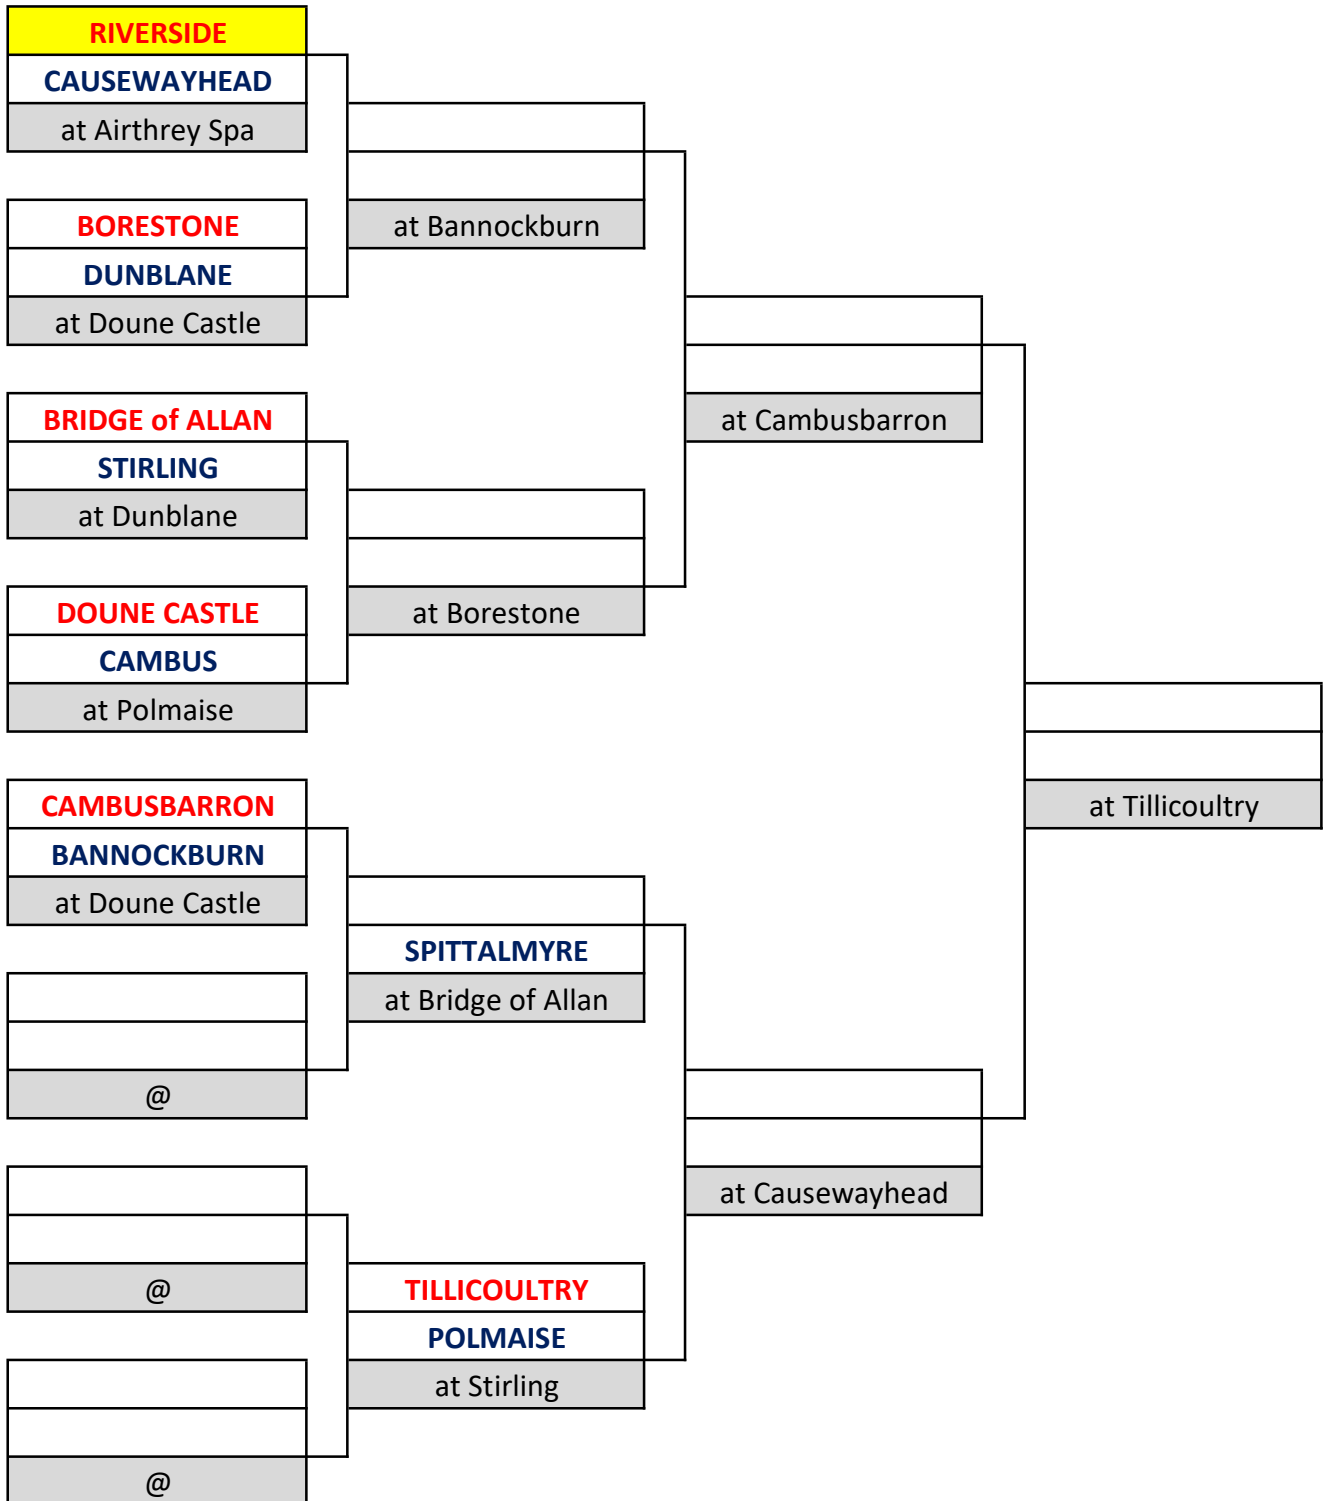 RIVERSIDE
CAUSEWAYHEAD
at Airthrey Spa
BORESTONE
DUNBLANE
at Doune Castle
BRIDGE of ALLAN
STIRLING
at Dunblane
DOUNE CASTLE
CAMBUS
at Polmaise
CAMBUSBARRON
BANNOCKBURN
at Doune Castle
@
@
@
at Bannockburn
at Borestone
SPITTALMYRE
at Bridge of Allan
TILLICOULTRY
POLMAISE
at Stirling
at Cambusbarron
at Causewayhead
at Tillicoultry